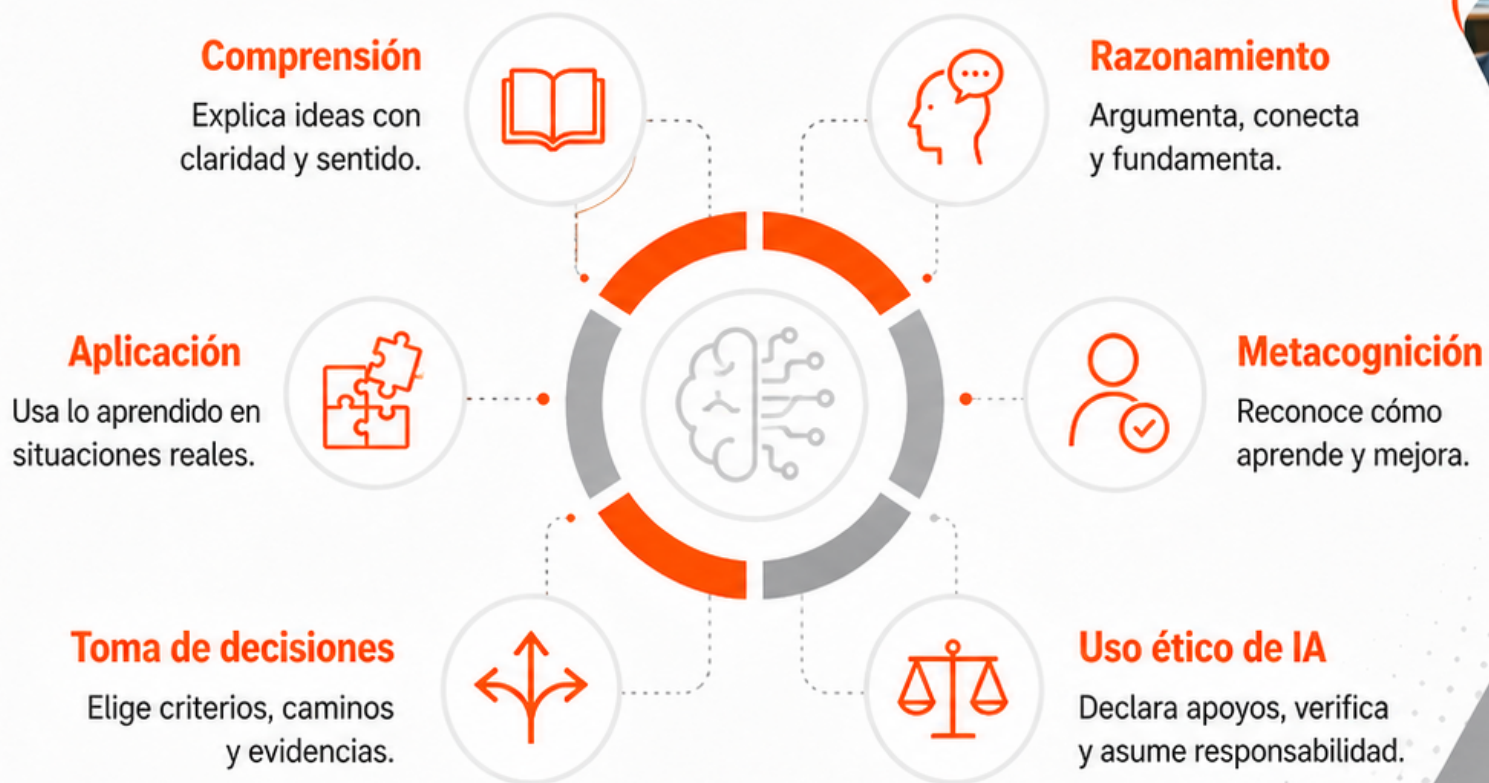 Comprensión
Explica ideas con
claridad y sentido.
Razonamiento
Argumenta, conecta
y fundamenta.
Aplicación
Usa lo aprendido en
situaciones reales.
Metacognición
Reconoce cómo
aprende y mejora.
Toma de decisiones
Elige criterios, caminos
y evidencias.
Uso ético de IA
Declara apoyos, verifica
y asume responsabilidad.